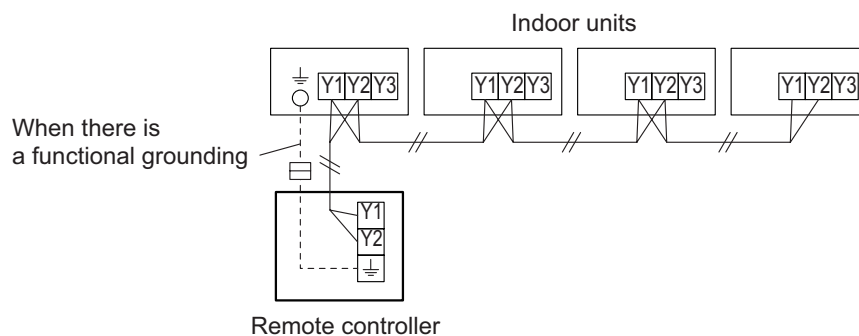 Indoor units
Y1 Y2 Y3 Y1 Y2 Y3 Y1 Y2 Y3 Y1 Y2 Y3
When there is
a functional grounding
Y1
Y2
Remote controller